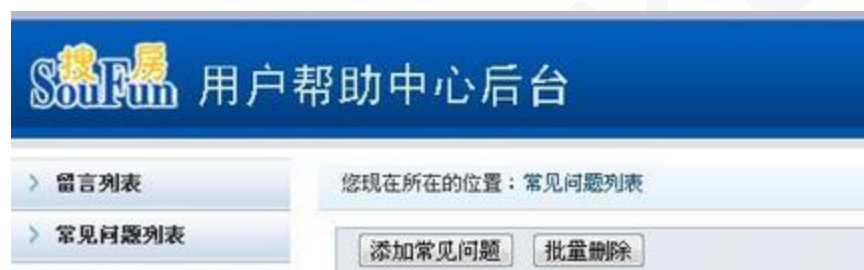 搜房 SouFun 用户帮助中心后台
留言列表
您现在所在的位置：常见问题列表
常见问题列表
添加常见问题 批量删除